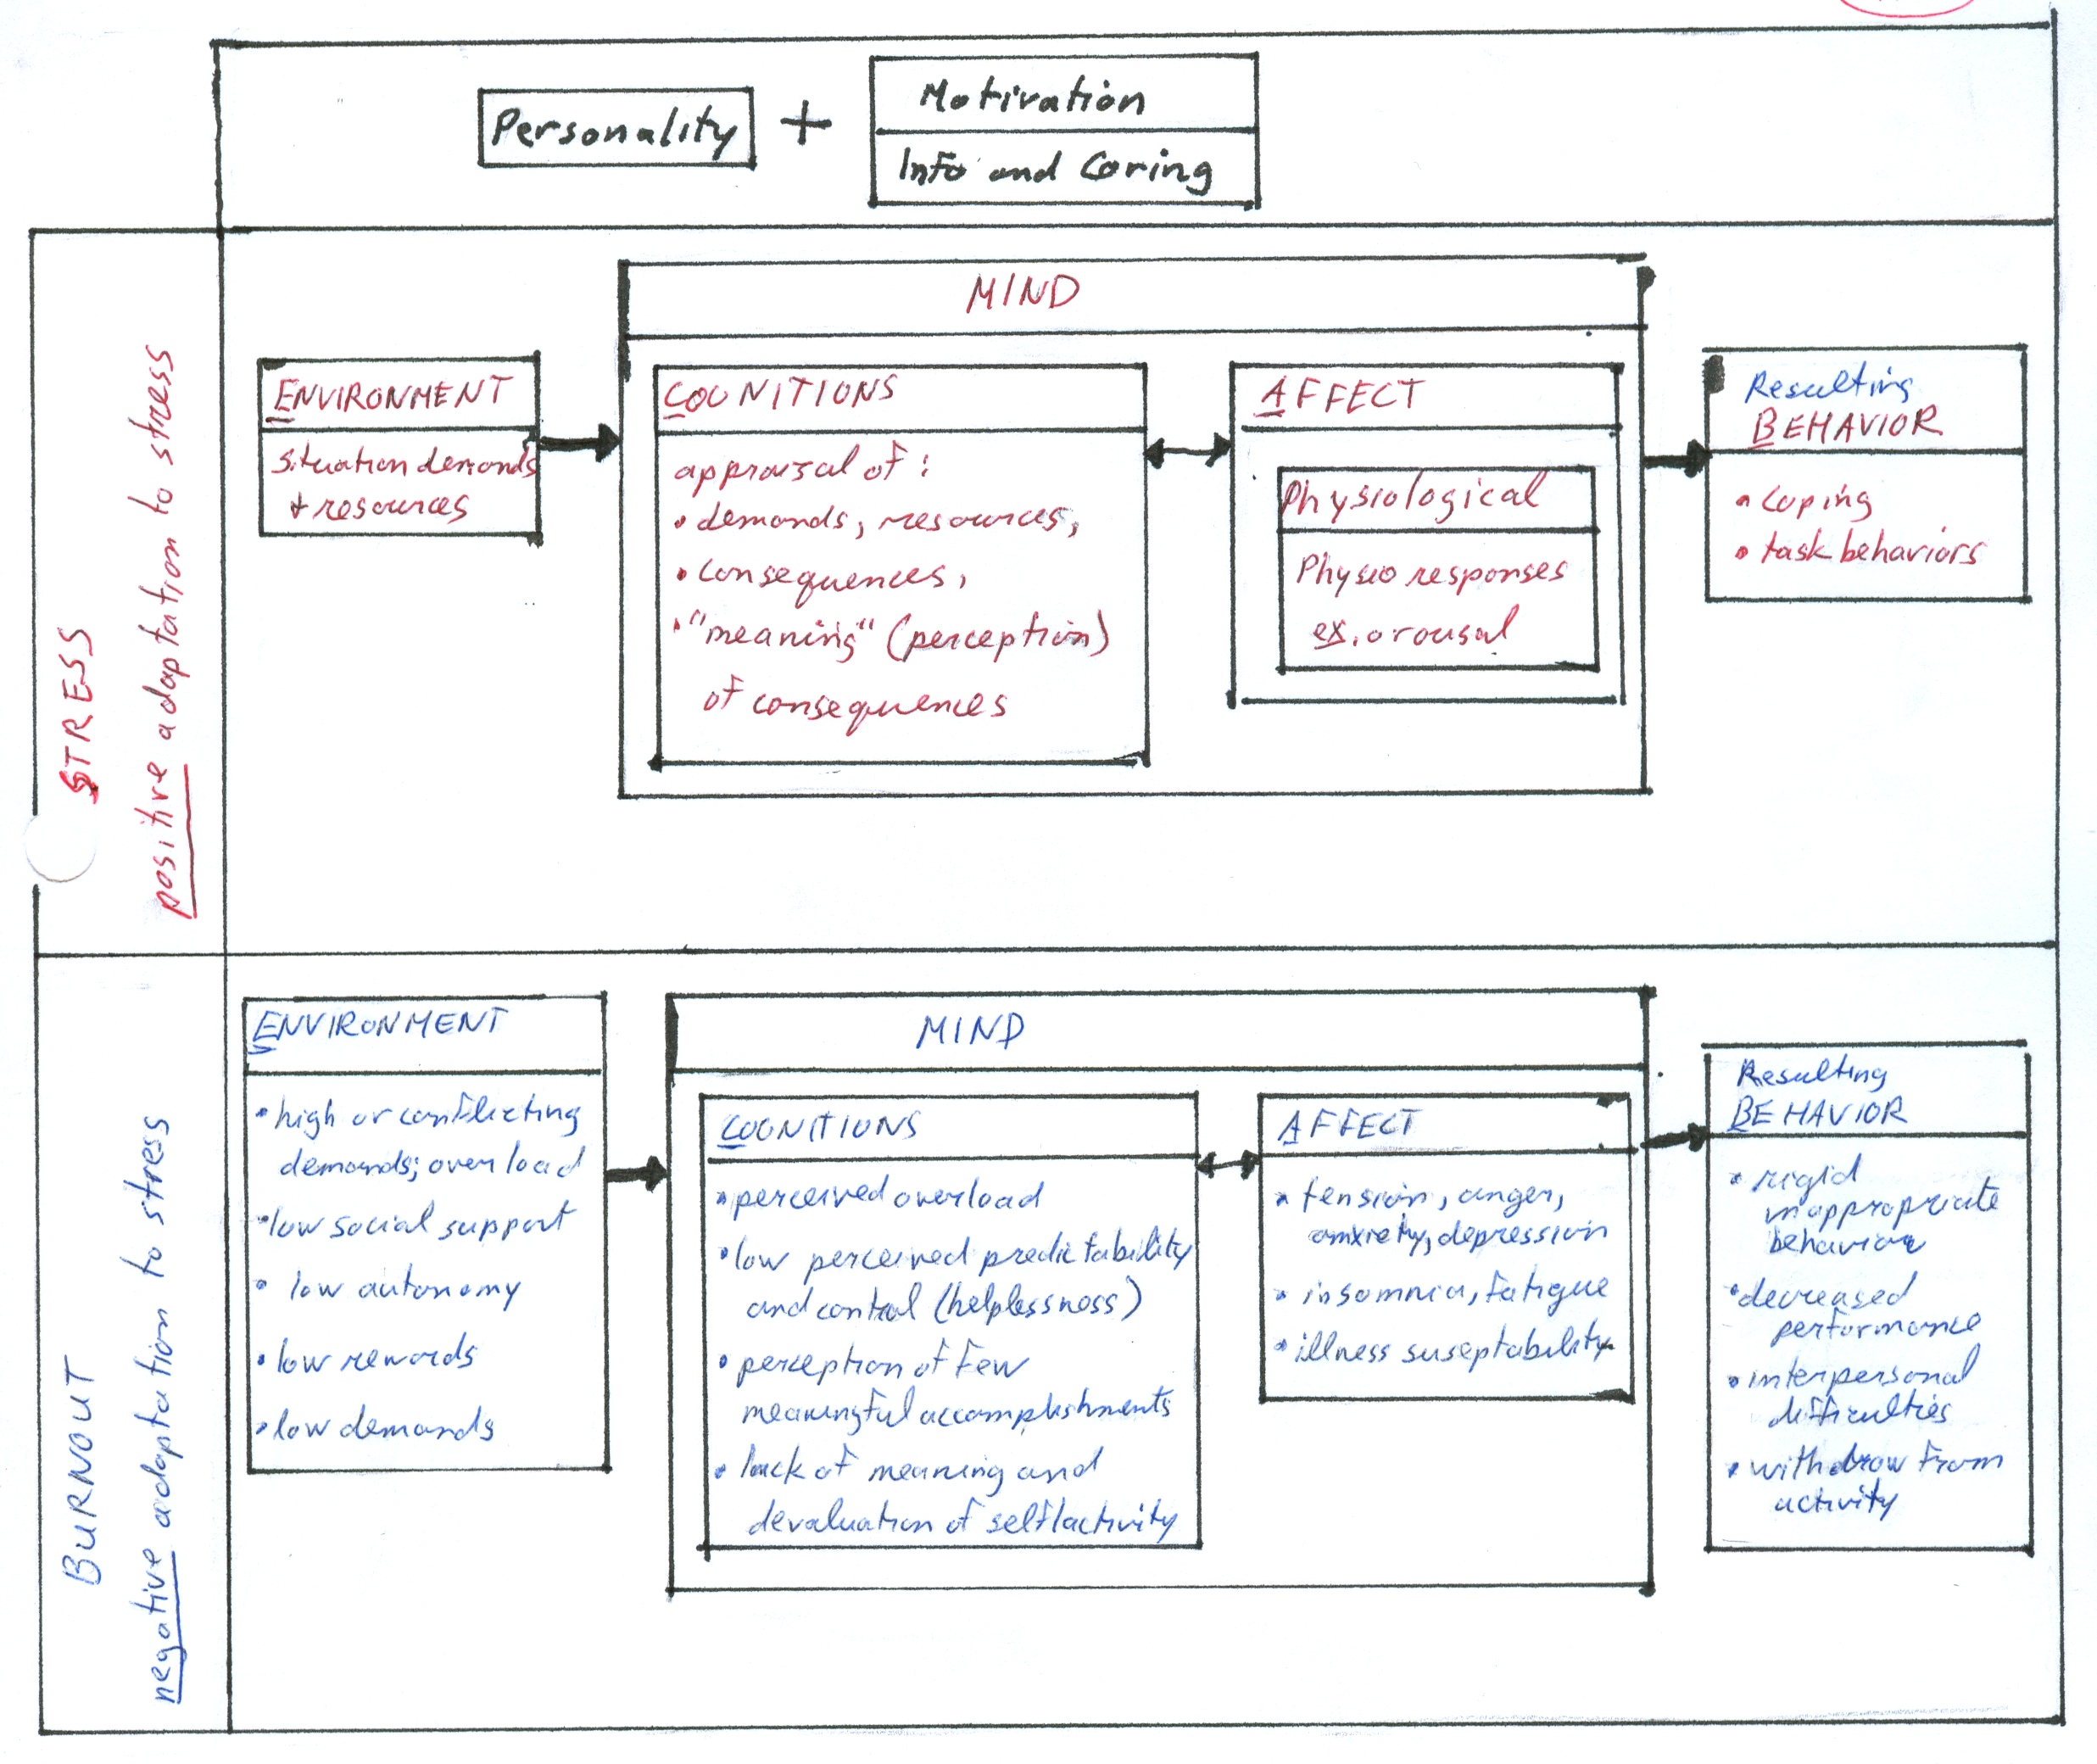 Personality
+
Motivation
Info and Caring
STRESS
positive adaptation to stress
MIND
ENVIRONMENT
situation demands
+ resources
COGNITIONS
appraisal of:
• demands, resources,
• consequences,
• "meaning" (perception)
of consequences
AFFECT
Physiological
Physio responses
ex. arousal
Resulting
BEHAVIOR
• coping
• task behaviors
BURNOUT
negative adaptation to stress
ENVIRONMENT
• high or conflicting
demands; overload
• low social support
• low autonomy
• low rewards
• low demands
MIND
COGNITIONS
• perceived overload
• low perceived predictability
and control (helplessness)
• perception of few
meaningful accomplishments
• lack of meaning and
devaluation of self/activity
AFFECT
• tension, anger,
anxiety, depression
• insomnia, fatigue
• illness suseptability
Resulting
BEHAVIOR
• rigid
inappropriate
behavior
• decreased
performance
• interpersonal
difficulties
• withdrow from
activity